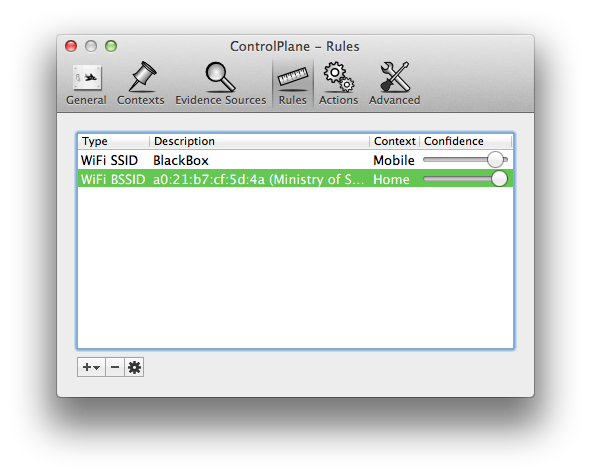 ControlPlane – Rules
General Contexts Evidence Sources Rules Actions Advanced
Type Description Context Confidence
WiFi SSID BlackBox Mobile
WiFi BSSID a0:21:b7:cf:5d:4a (Ministry of S... Home